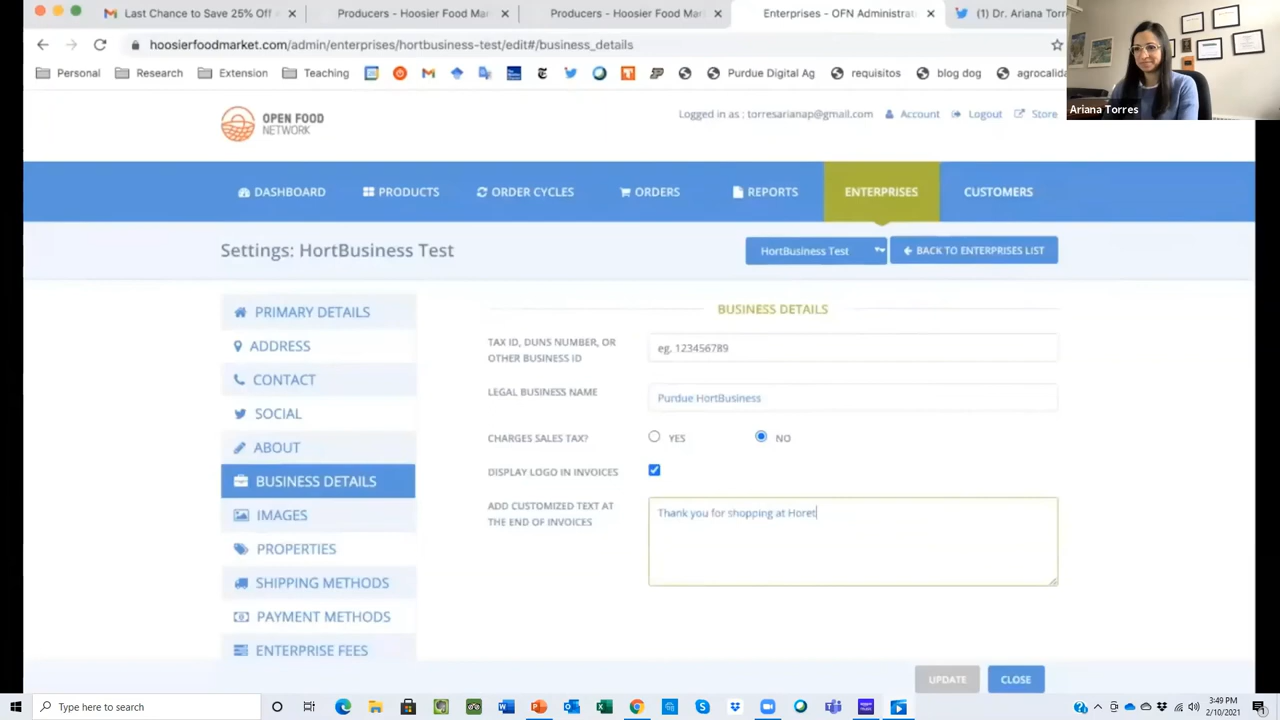 Last Chance to Save 25% Off
Producers - Hoosier Food Mar
Producers - Hoosier Food Mar
Enterprises - OFN Administrat
(1) Dr. Ariana Torr
hoosierfoodmarket.com/admin/enterprises/hortbusiness-test/edit#/business_details
Personal
Research
Extension
Teaching
Purdue Digital Ag
requisitos
blog dog
agrocalida
Ariana Torres
OPEN FOOD
NETWORK
Logged in as : torresarianap@gmail.com
Account
Logout
Store
DASHBOARD
PRODUCTS
ORDER CYCLES
ORDERS
REPORTS
ENTERPRISES
CUSTOMERS
Settings: HortBusiness Test
HortBusiness Test
BACK TO ENTERPRISES LIST
PRIMARY DETAILS
ADDRESS
CONTACT
SOCIAL
ABOUT
BUSINESS DETAILS
IMAGES
PROPERTIES
SHIPPING METHODS
PAYMENT METHODS
ENTERPRISE FEES
BUSINESS DETAILS
TAX ID, DUNS NUMBER, OR
OTHER BUSINESS ID
eg. 123456789
LEGAL BUSINESS NAME
Purdue HortBusiness
CHARGES SALES TAX?
YES
NO
DISPLAY LOGO IN INVOICES
ADD CUSTOMIZED TEXT AT
THE END OF INVOICES
Thank you for shopping at Horet
UPDATE
CLOSE
Type here to search
3:49 PM
2/10/2021